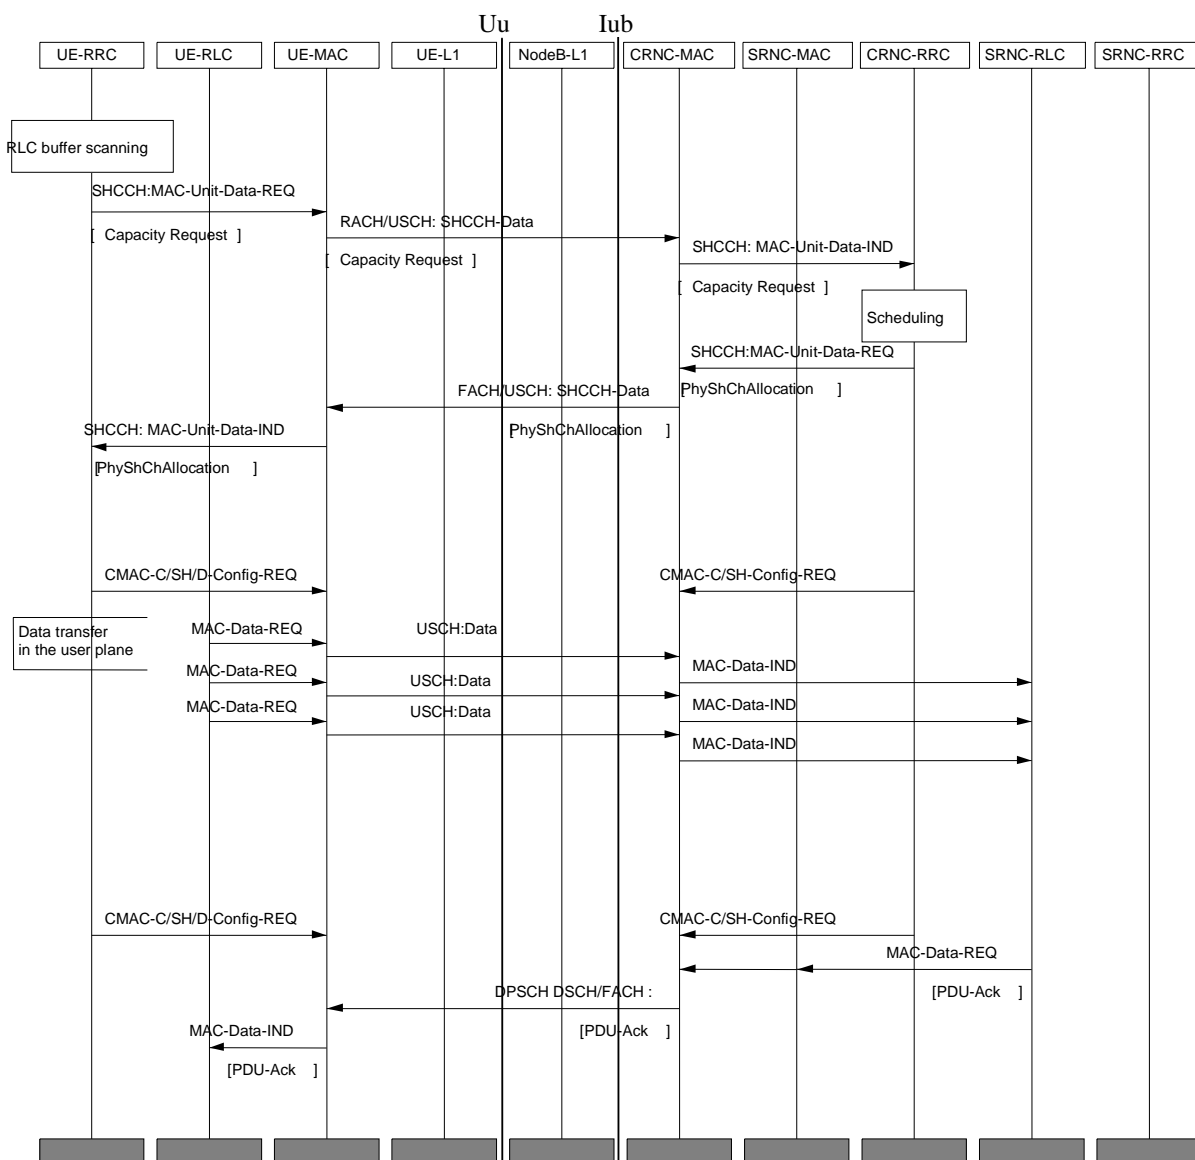 Uu
Iub
UE-RRC
UE-RLC
UE-MAC
UE-L1
NodeB-L1
CRNC-MAC
SRNC-MAC
CRNC-RRC
SRNC-RLC
SRNC-RRC
RLC buffer scanning
SHCCH:MAC-Unit-Data-REQ
[ Capacity Request ]
RACH/USCH: SHCCH-Data
[ Capacity Request ]
SHCCH: MAC-Unit-Data-IND
[ Capacity Request ]
Scheduling
SHCCH:MAC-Unit-Data-REQ
[PhyShChAllocation ]
FACH/USCH: SHCCH-Data
[PhyShChAllocation ]
SHCCH: MAC-Unit-Data-IND
[PhyShChAllocation ]
CMAC-C/SH/D-Config-REQ
CMAC-C/SH-Config-REQ
Data transfer
in the user plane
MAC-Data-REQ
USCH:Data
MAC-Data-IND
MAC-Data-REQ
USCH:Data
MAC-Data-IND
MAC-Data-REQ
USCH:Data
MAC-Data-IND
CMAC-C/SH/D-Config-REQ
CMAC-C/SH-Config-REQ
MAC-Data-REQ
[PDU-Ack ]
DPSCH DSCH/FACH :
[PDU-Ack ]
MAC-Data-IND
[PDU-Ack ]